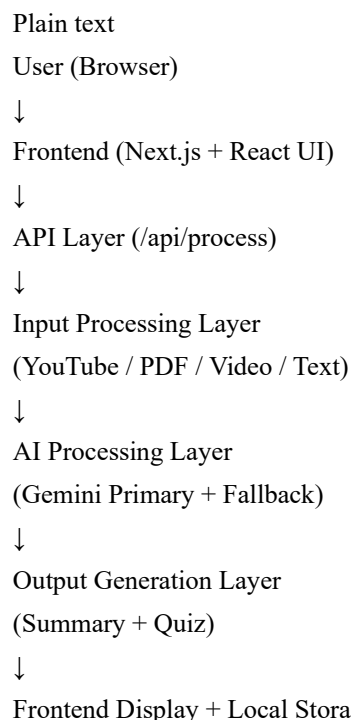 Plain text
User (Browser)
↓
Frontend (Next.js + React UI)
↓
API Layer (/api/process)
↓
Input Processing Layer
(YouTube / PDF / Video / Text)
↓
AI Processing Layer
(Gemini Primary + Fallback)
↓
Output Generation Layer
(Summary + Quiz)
↓
Frontend Display + Local Stora